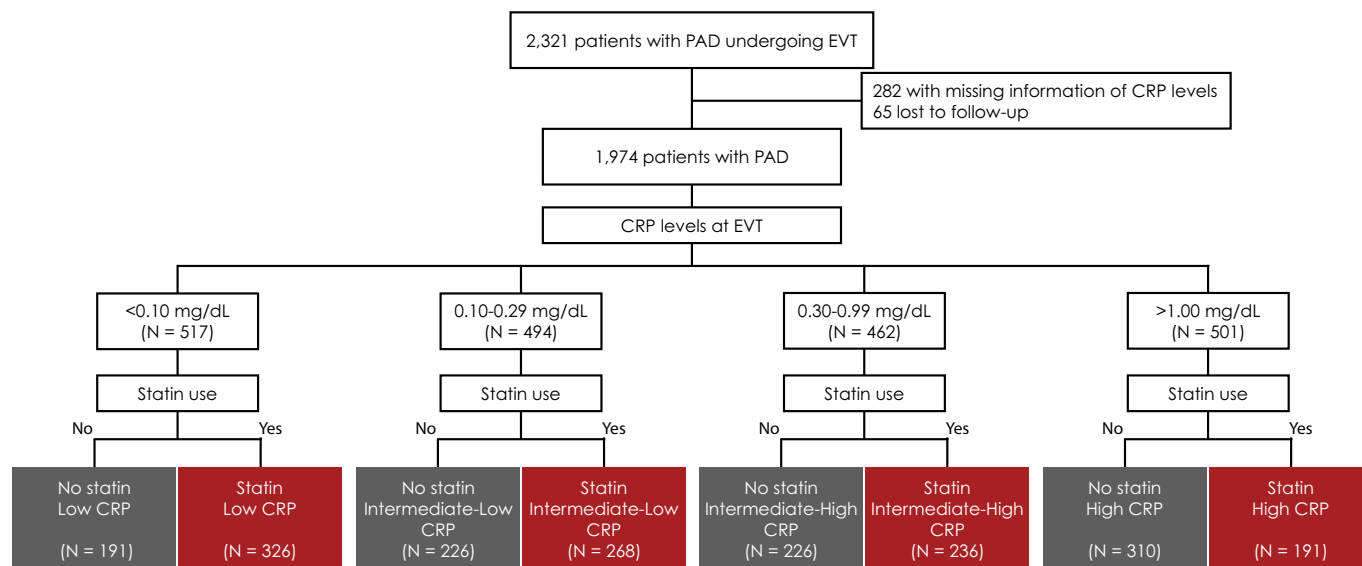 2,321 patients with PAD undergoing EVT
282 with missing information of CRP levels
65 lost to follow-up
1,974 patients with PAD
CRP levels at EVT
<0.10 mg/dL
(N = 517)
0.10-0.29 mg/dL
(N = 494)
0.30-0.99 mg/dL
(N = 462)
>1.00 mg/dL
(N = 501)
Statin use
Statin use
Statin use
Statin use
No
Yes
No
Yes
No
Yes
No
Yes
No statin
Low CRP
(N = 191)
Statin
Low CRP
(N = 326)
No statin
Intermediate-Low
CRP
(N = 226)
Statin
Intermediate-Low
CRP
(N = 268)
No statin
Intermediate-High
CRP
(N = 226)
Statin
Intermediate-High
CRP
(N = 236)
No statin
High CRP
(N = 310)
Statin
High CRP
(N = 191)